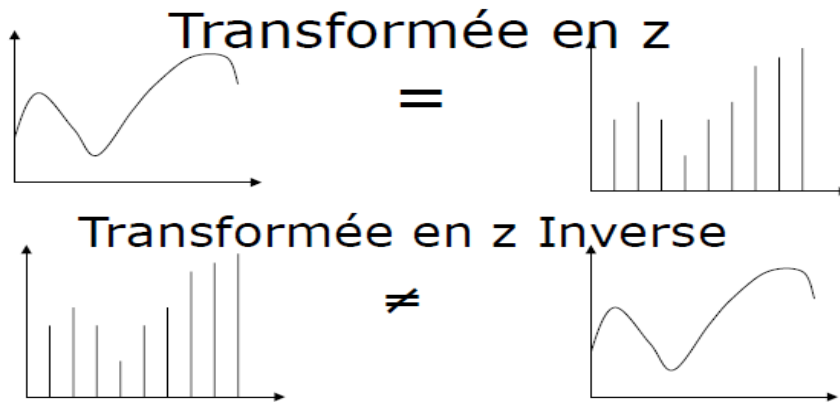 Transformée en z
=
Transformée en z Inverse
≠